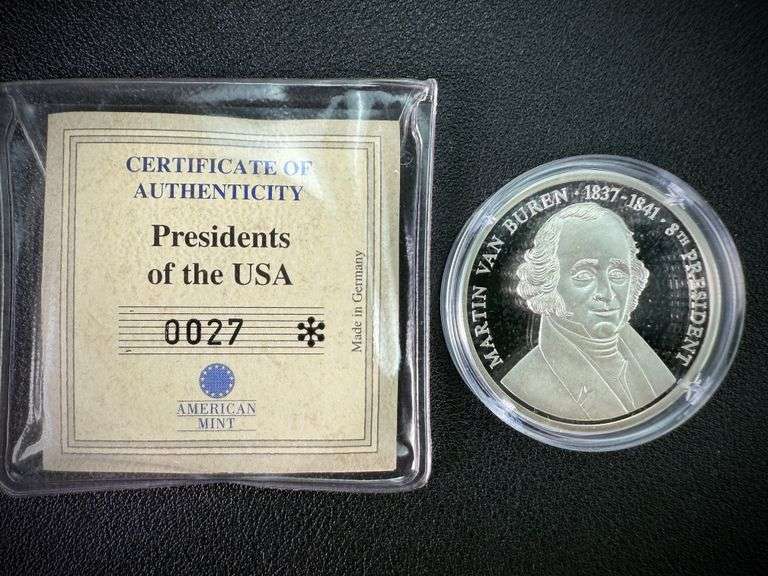 CERTIFICATE OF
AUTHENTICITY
Presidents
of the USA
0027
Made in Germany
AMERICAN
MINT
MARTIN VAN BUREN · 1837-1841 · 8TH PRESIDENT